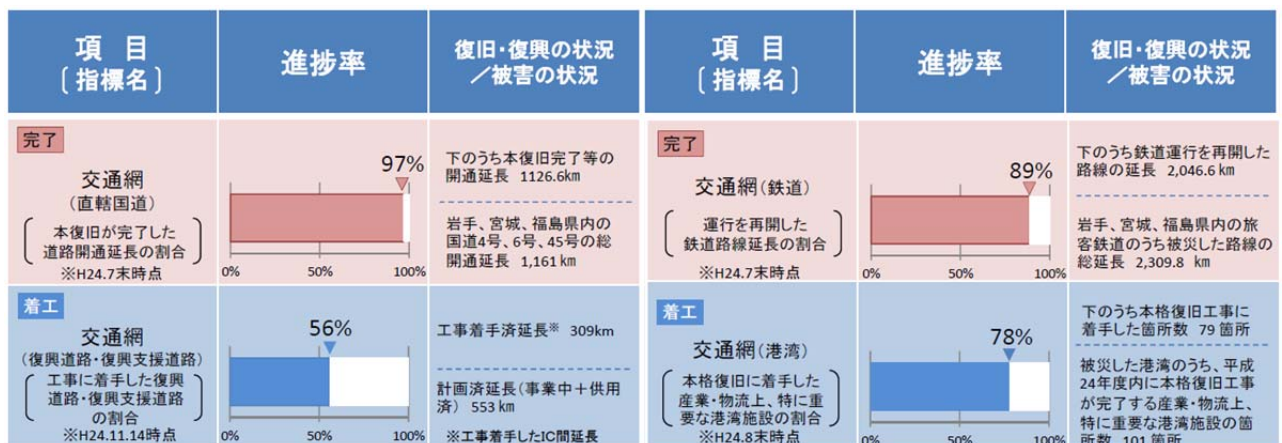 項 目
〔指標名〕
進捗率
復旧・復興の状況
／被害の状況
項 目
〔指標名〕
進捗率
復旧・復興の状況
／被害の状況
完了
交通網
(直轄国道)
本復旧が完了した
道路開通延長の割合
※H24.7末時点
97%
0% 50% 100%
下のうち本復旧完了等の
開通延長 1126.6km
岩手、宮城、福島県内の
国道4号、6号、45号の総
開通延長 1,161 km
完了
交通網(鉄道)
運行を再開した
鉄道路線延長の割合
※H24.7末時点
89%
0% 50% 100%
下のうち鉄道運行を再開した
路線の延長 2,046.6 km
岩手、宮城、福島県内の旅
客鉄道のうち被災した路線の
総延長 2,309.8 km
着工
交通網
(復興道路・復興支援道路)
工事に着手した復興
道路・復興支援道路
の割合
※H24.11.14時点
56%
0% 50% 100%
工事着手済延長※ 309km
計画済延長(事業中＋供用
済) 553 km
※工事着手したIC間延長
着工
交通網(港湾)
本格復旧に着手した
産業・物流上、特に重
要な港湾施設の割合
※H24.8末時点
78%
0% 50% 100%
下のうち本格復旧工事に
着手した箇所数 79 箇所
被災した港湾のうち、平成
24年度内に本格復旧工事
が完了する産業・物流上、
特に重要な港湾施設の箇
所数 101 箇所